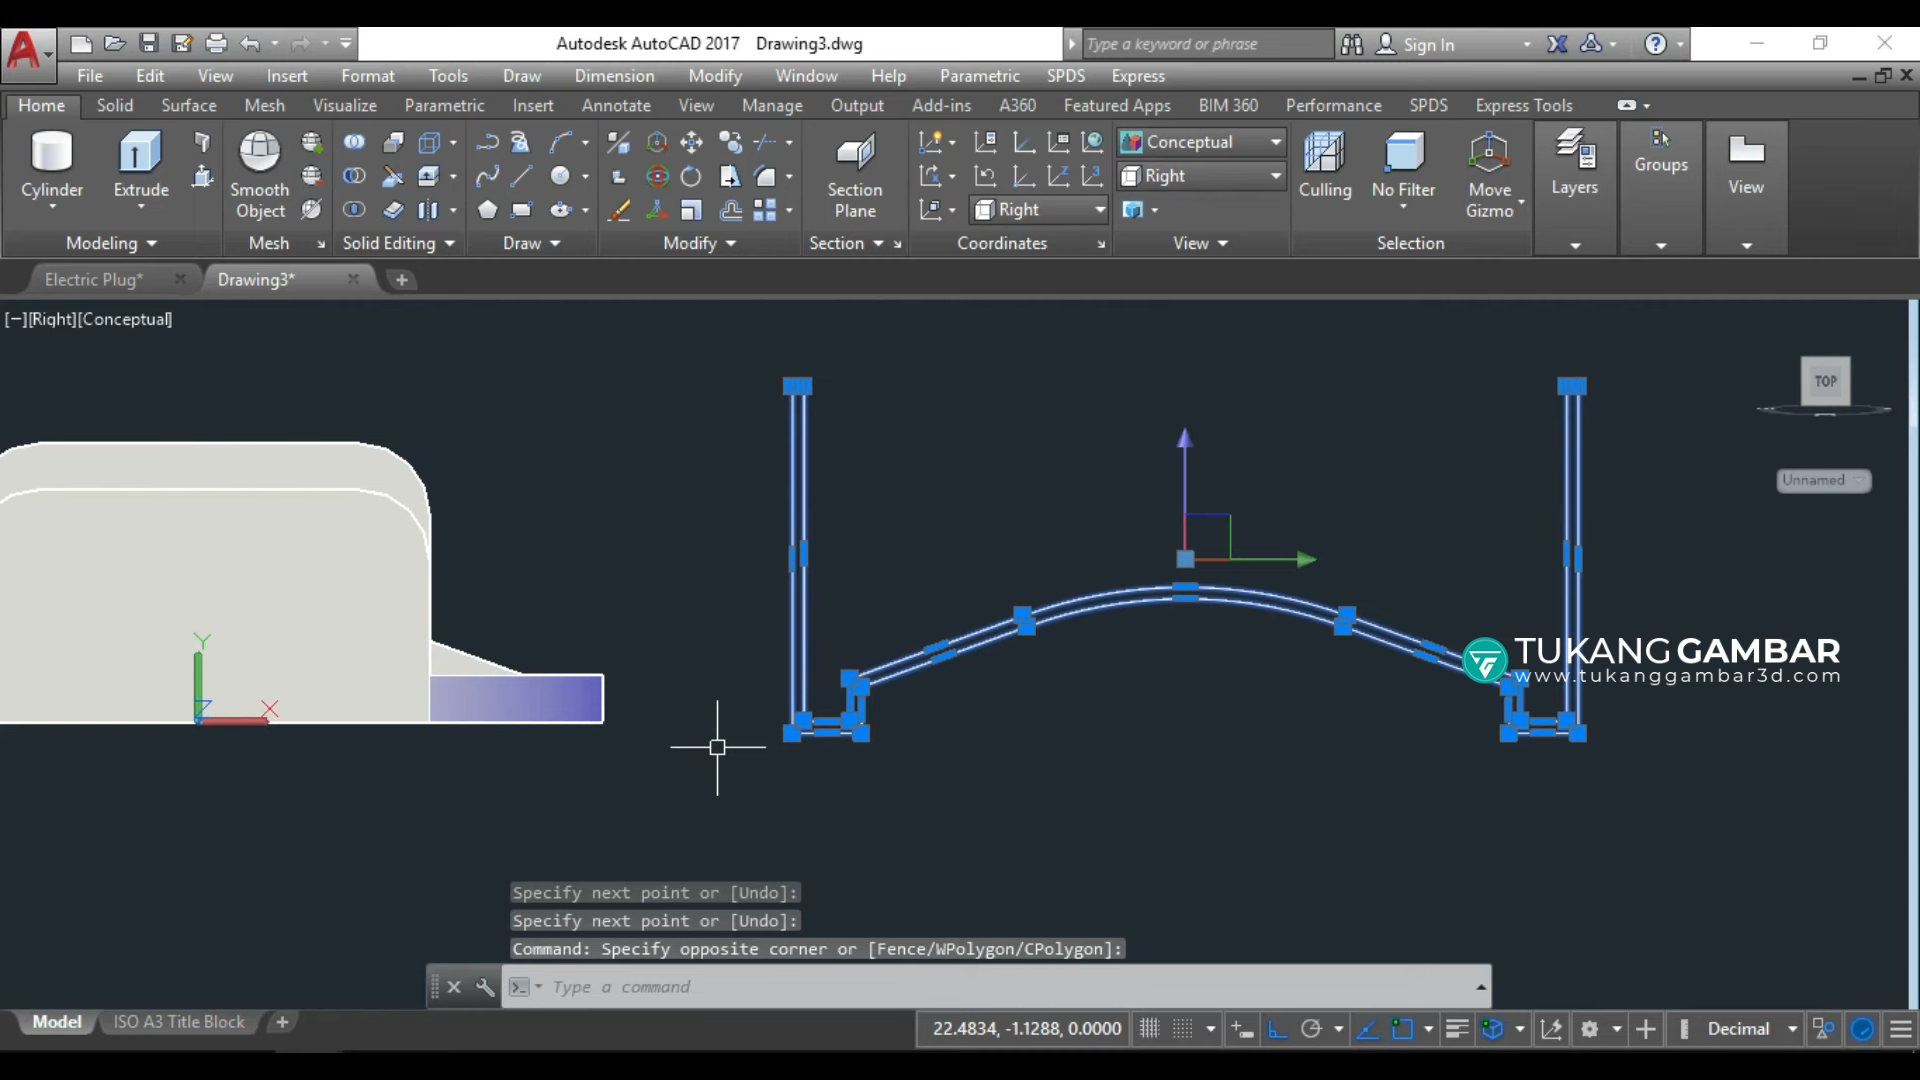 Autodesk AutoCAD 2017 Drawing3.dwg
Type a keyword or phrase
Sign In
File Edit View Insert Format Tools Draw Dimension Modify Window Help Parametric SPDS Express
Home Solid Surface Mesh Visualize Parametric Insert Annotate View Manage Output Add-ins A360 Featured Apps BIM 360 Performance SPDS Express Tools
Cylinder
Extrude
Smooth
Object
Section
Plane
Conceptual
Right
Right
Culling
No Filter
Move
Gizmo
Layers
Groups
View
Modeling
Mesh
Solid Editing
Draw
Modify
Section
Coordinates
View
Selection
Electric Plug*
Drawing3*
[−][Right][Conceptual]
TOP
Unnamed
TUKANG GAMBAR
www.tukanggambar3d.com
Y
Z
X
Specify next point or [Undo]:
Specify next point or [Undo]:
Command: Specify opposite corner or [Fence/WPolygon/CPolygon]:
Type a command
Model
ISO A3 Title Block
22.4834, -1.1288, 0.0000
Decimal